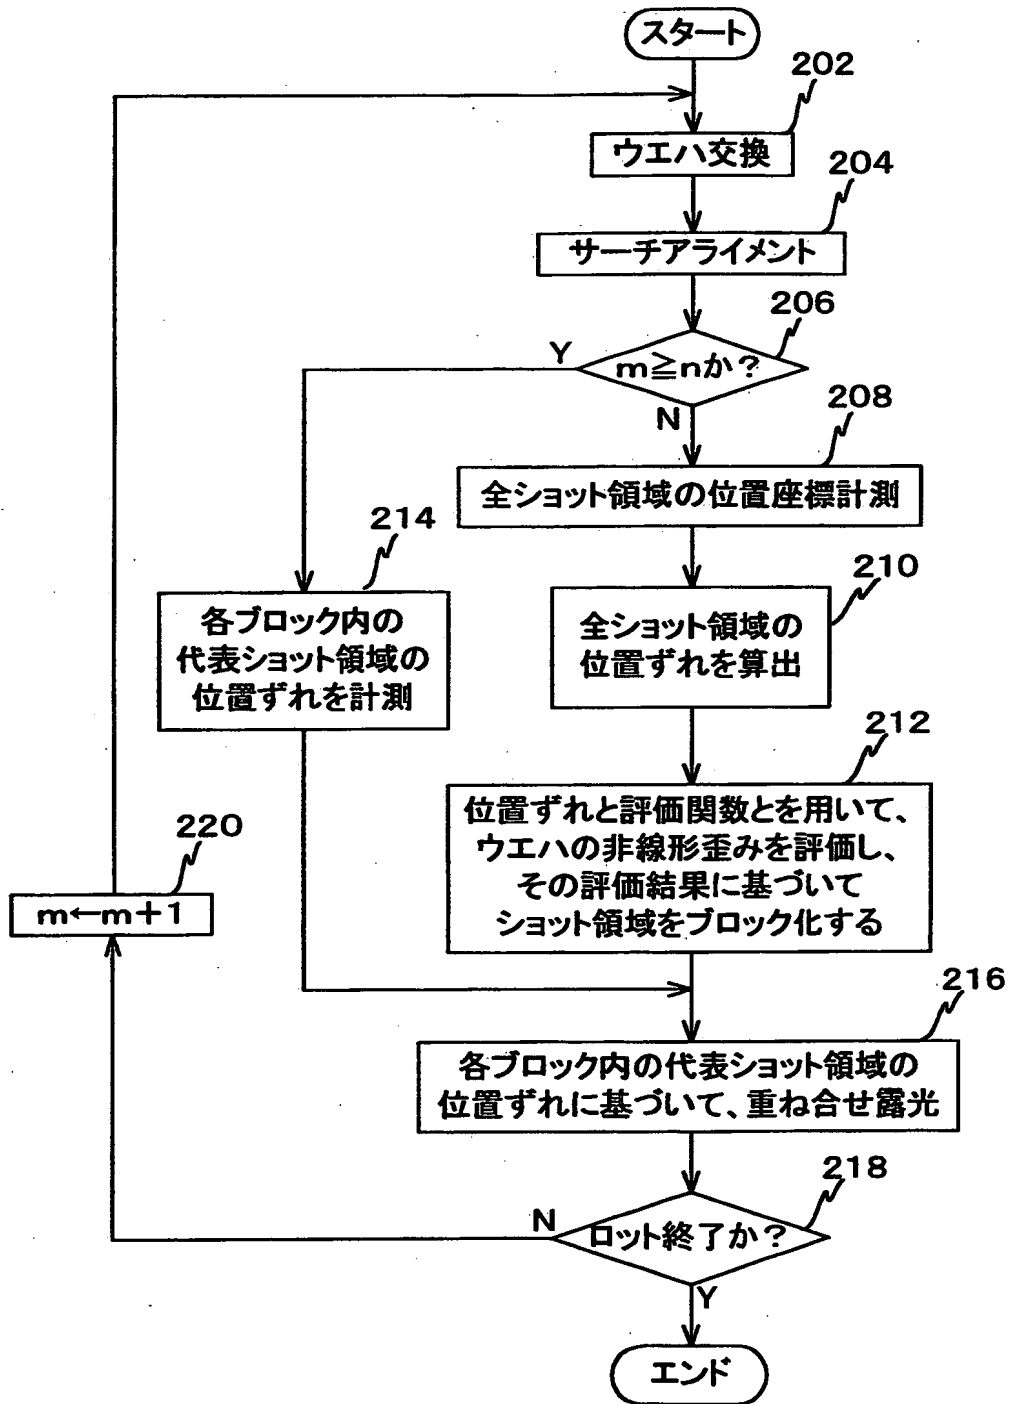 スタート
202
ウエハ交換
204
サーチアライメント
206
m≧nか？
Y
N
208
全ショット領域の位置座標計測
214
各ブロック内の
代表ショット領域の
位置ずれを計測
210
全ショット領域の
位置ずれを算出
212
位置ずれと評価関数とを用いて、
ウエハの非線形歪みを評価し、
その評価結果に基づいて
ショット領域をブロック化する
220
m←m+1
216
各ブロック内の代表ショット領域の
位置ずれに基づいて、重ね合せ露光
218
ロット終了か？
N
Y
エンド